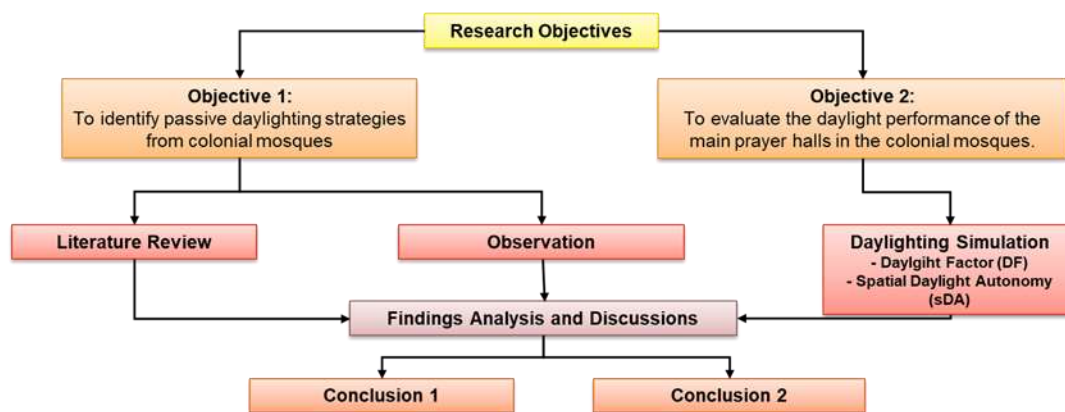 Research Objectives
Objective 1:
To identify passive daylighting strategies
from colonial mosques
Objective 2:
To evaluate the daylight performance of the
main prayer halls in the colonial mosques.
Literature Review
Observation
Daylighting Simulation
- Daylgiht Factor (DF)
- Spatial Daylight Autonomy
(sDA)
Findings Analysis and Discussions
Conclusion 1
Conclusion 2